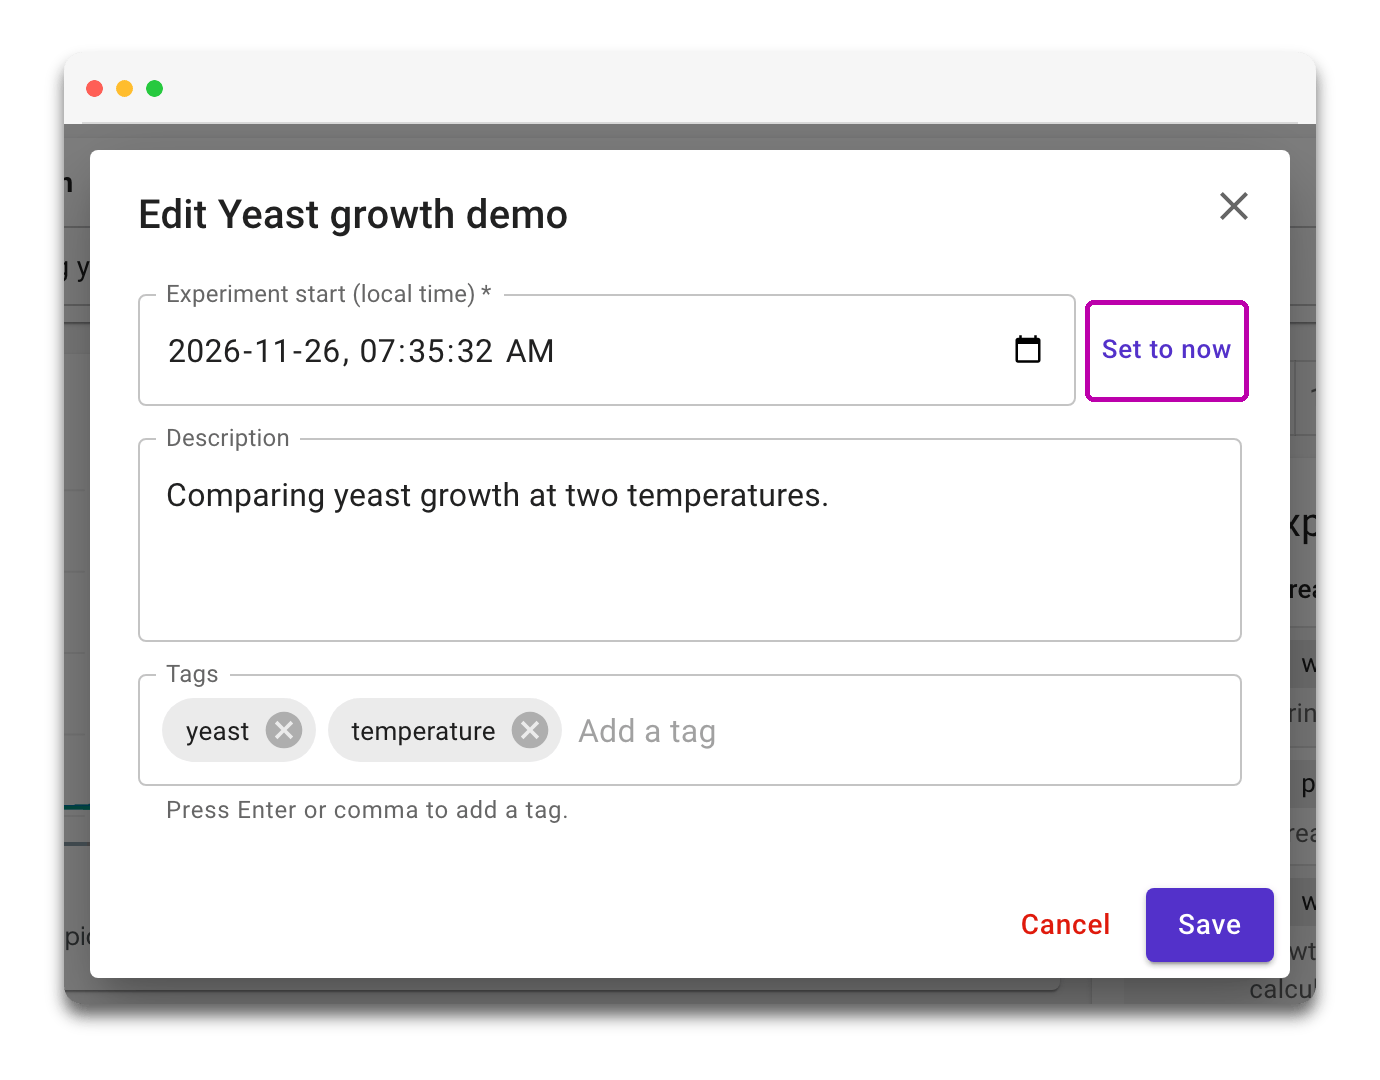 Edit Yeast growth demo
Experiment start (local time) *
2026-11-26, 07:35:32 AM
Set to now
Description
Comparing yeast growth at two temperatures.
Tags
yeast
temperature
Add a tag
Press Enter or comma to add a tag.
Cancel
Save